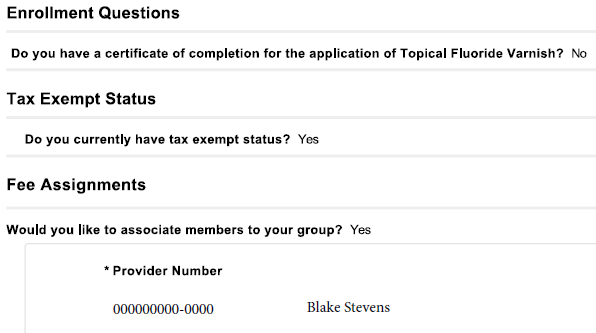 Enrollment Questions
Do you have a certificate of completion for the application of Topical Fluoride Varnish? No
Tax Exempt Status
Do you currently have tax exempt status? Yes
Fee Assignments
Would you like to associate members to your group? Yes
* Provider Number
000000000-0000 Blake Stevens